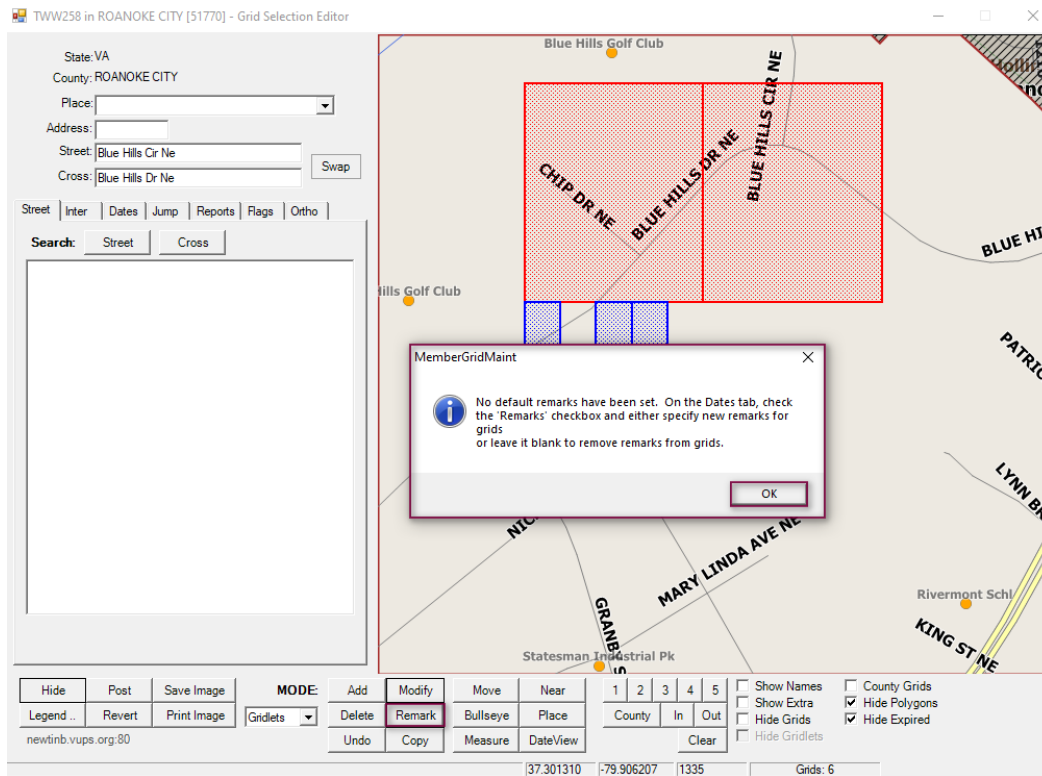 TWW258 in ROANOKE CITY [51770] - Grid Selection Editor
State: VA
County: ROANOKE CITY
Place:
Address:
Street: Blue Hills Cir Ne
Cross: Blue Hills Dr Ne
Swap
Street Inter Dates Jump Reports Flags Ortho
Search: Street Cross
Blue Hills Golf Club
BLUE HILLS CIR NE
BLUE HILLS DR NE
CHIP DR NE
BLUE HI
Hills Golf Club
PATRIC
MemberGridMaint
No default remarks have been set. On the Dates tab, check
the 'Remarks' checkbox and either specify new remarks for
grids
or leave it blank to remove remarks from grids.
OK
LYNN BR
NIC
MARY LINDA AVE NE
GRANB
S
Rivermont Schl
KING ST NE
Statesman Industrial Pk
Hide Post Save Image MODE: Add Modify Move Near 1 2 3 4 5 Show Names County Grids
Show Extra Hide Polygons
Legend .. Revert Print Image Gridlets Delete Remark Bullseye Place County In Out Hide Grids Hide Expired
Hide Gridlets
newtinb.vups.org:80 Undo Copy Measure DateView Clear
37.301310 -79.906207 1335 Grids: 6